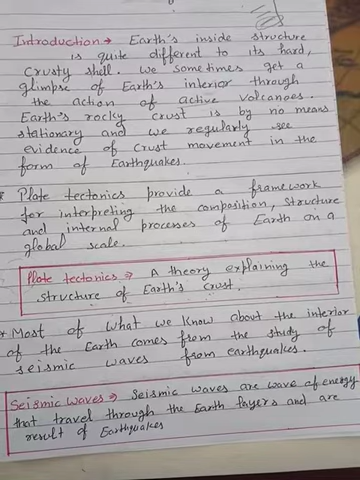 Introduction → Earth's inside structure
is quite different to its hard,
Crusty shell. We sometimes get a
glimpse of Earth's interior through
the action of active volcanoes.
Earth's rocky crust is by no means
stationary and we regularly see
evidence of Crust movement in the
form of Earthquakes.
* Plate tectonics provide a framework
for interpreting the composition, structure
and internal processes of Earth on a
global scale.
Plate tectonics → A theory explaining the
structure of Earth's crust.
* Most of what we know about the interior
of the Earth comes from the study of
seismic waves from earthquakes.
Seismic waves → Seismic waves are wave of energy
that travel through the Earth layers and are
result of Earthquakes